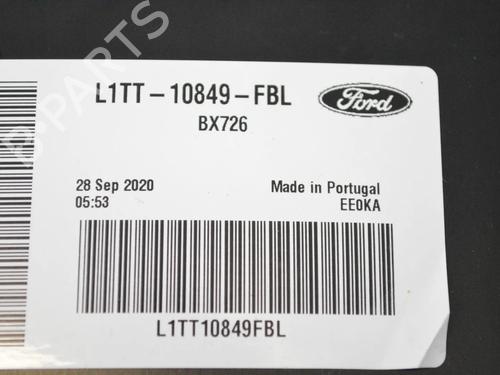 L1TT-10849-FBL
Ford
BX726
28 Sep 2020
Made in Portugal
05:53
EE0KA
L1TT10849FBL
B-PARTS